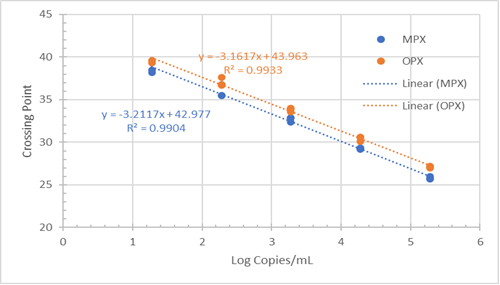 45
40
35
30
25
20
Crossing Point
y = -3.1617x + 43.963
R² = 0.9933
y = -3.2117x + 42.977
R² = 0.9904
MPX
OPX
Linear (MPX)
Linear (OPX)
0 1 2 3 4 5 6
Log Copies/mL